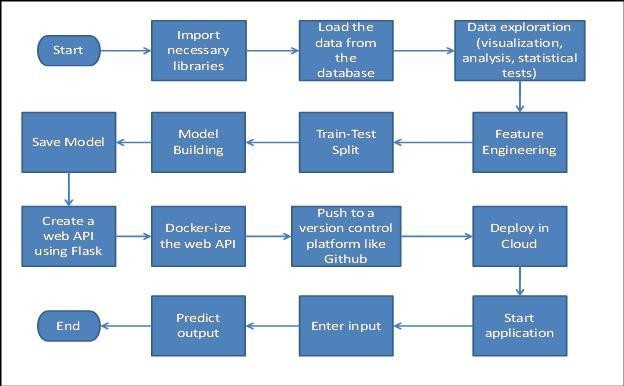 Start
Import
necessary
libraries
Load the
data from
the
database
Data exploration
(visualization,
analysis, statistical
tests)
Save Model
Model
Building
Train-Test
Split
Feature
Engineering
Create a
web API
using Flask
Docker-ize
the web API
Push to a
version control
platform like
Github
Deploy in
Cloud
End
Predict
output
Enter input
Start
application